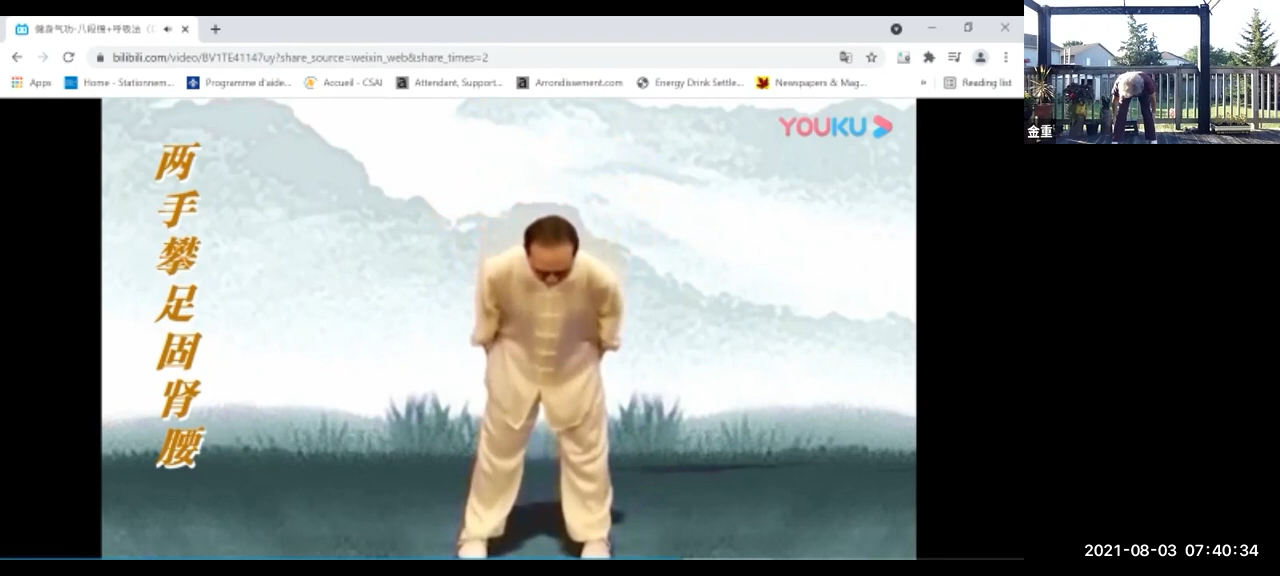 健身气功-八段锦+呼吸法 (
bilibili.com/video/BV1TE41147uy?share_source=weixin_web&share_times=2
Apps
Home - Stationnem...
Programme d'aide...
Accueil - CSAI
Attendant, Support...
Arrondissement.com
Energy Drink Settle...
Newspapers & Mag...
»
Reading list
YOUKU
两手攀足固肾腰
金重
2021-08-03 07:40:34